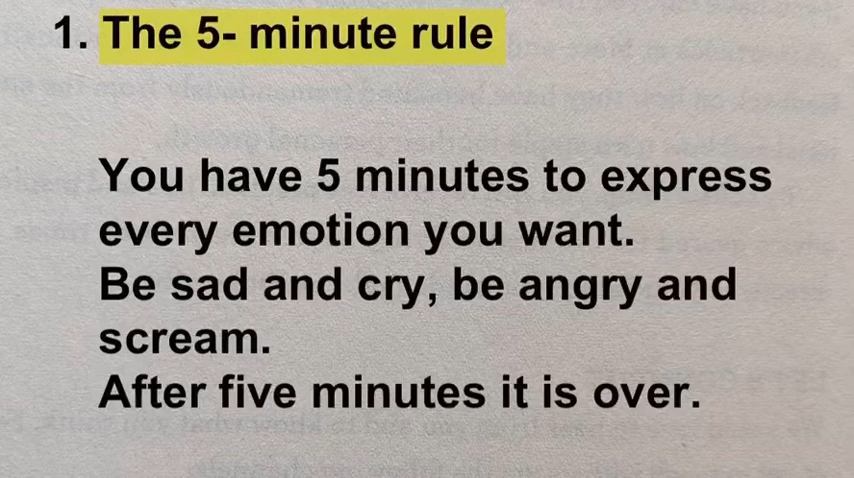 1. The 5- minute rule
You have 5 minutes to express
every emotion you want.
Be sad and cry, be angry and
scream.
After five minutes it is over.